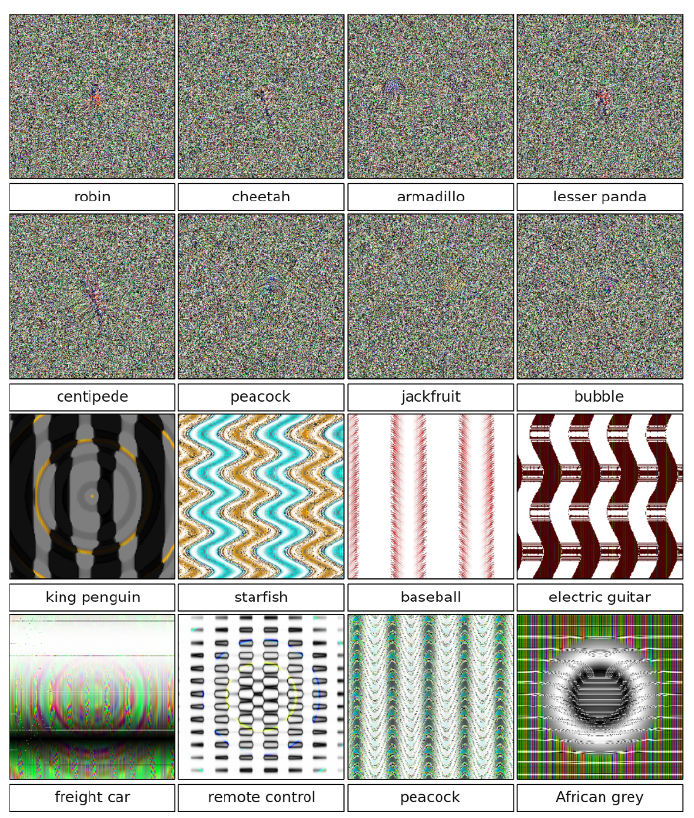 robin
cheetah
armadillo
lesser panda
centipede
peacock
jackfruit
bubble
king penguin
starfish
baseball
electric guitar
freight car
remote control
peacock
African grey